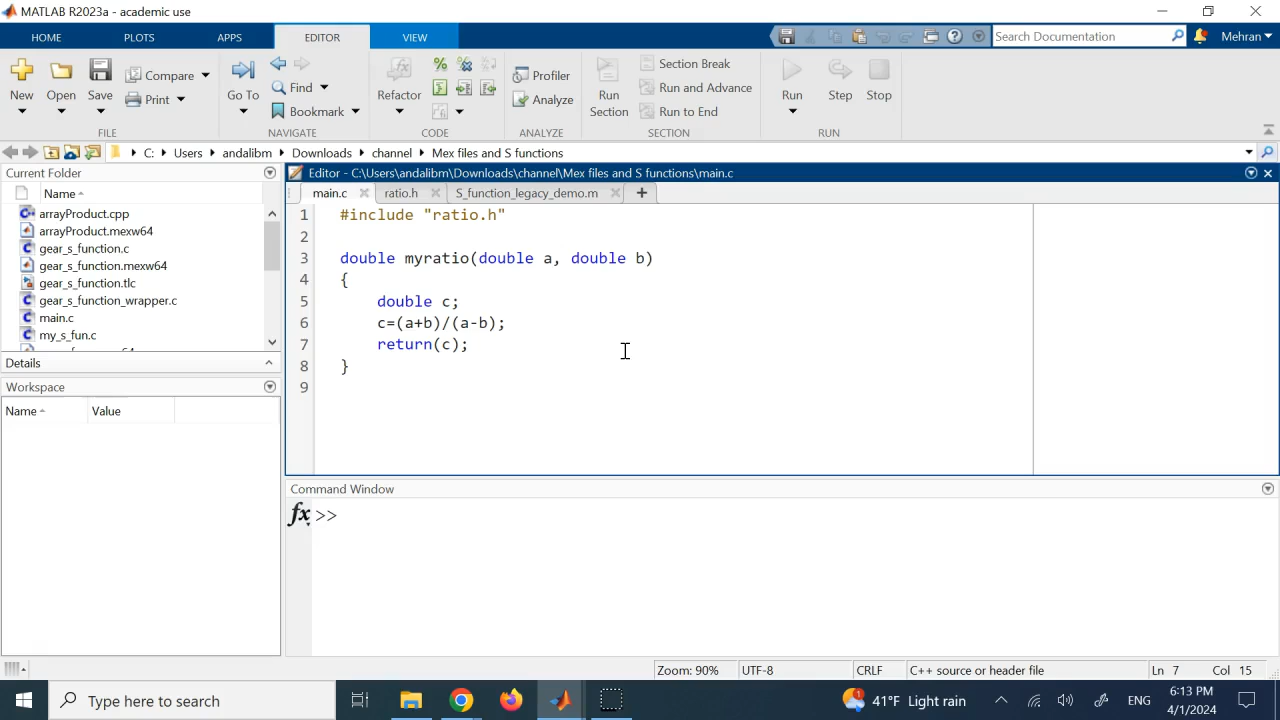 MATLAB R2023a - academic use
HOME PLOTS APPS EDITOR VIEW
Search Documentation
Mehran
New Open Save
Compare
Print
FILE
Go To
Find
Bookmark
NAVIGATE
Refactor
CODE
Profiler
Analyze
ANALYZE
Run Section
Section Break
Run and Advance
Run to End
SECTION
Run Step Stop
RUN
C: Users andalibm Downloads channel Mex files and S functions
Current Folder
Name
arrayProduct.cpp
arrayProduct.mexw64
gear_s_function.c
gear_s_function.mexw64
gear_s_function.tlc
gear_s_function_wrapper.c
main.c
my_s_fun.c
Details
Workspace
Name Value
Editor - C:\Users\andalibm\Downloads\channel\Mex files and S functions\main.c
main.c ratio.h S_function_legacy_demo.m
1 #include "ratio.h"
2
3 double myratio(double a, double b)
4 {
5 double c;
6 c=(a+b)/(a-b);
7 return(c);
8 }
9
Command Window
fx >>
Zoom: 90% UTF-8 CRLF C++ source or header file Ln 7 Col 15
Type here to search
1
41°F Light rain
ENG
6:13 PM
4/1/2024